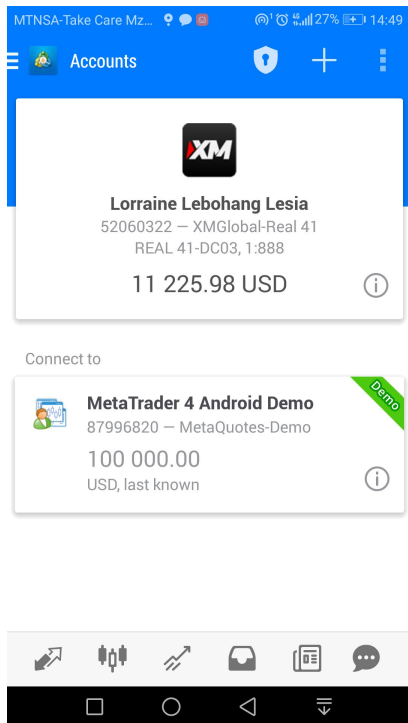 MTNSA-Take Care Mz... 27% 14:49
Accounts
XM
Lorraine Lebohang Lesia
52060322 — XMGlobal-Real 41
REAL 41-DC03, 1:888
11 225.98 USD
Connect to
Demo
MetaTrader 4 Android Demo
87996820 — MetaQuotes-Demo
100 000.00
USD, last known